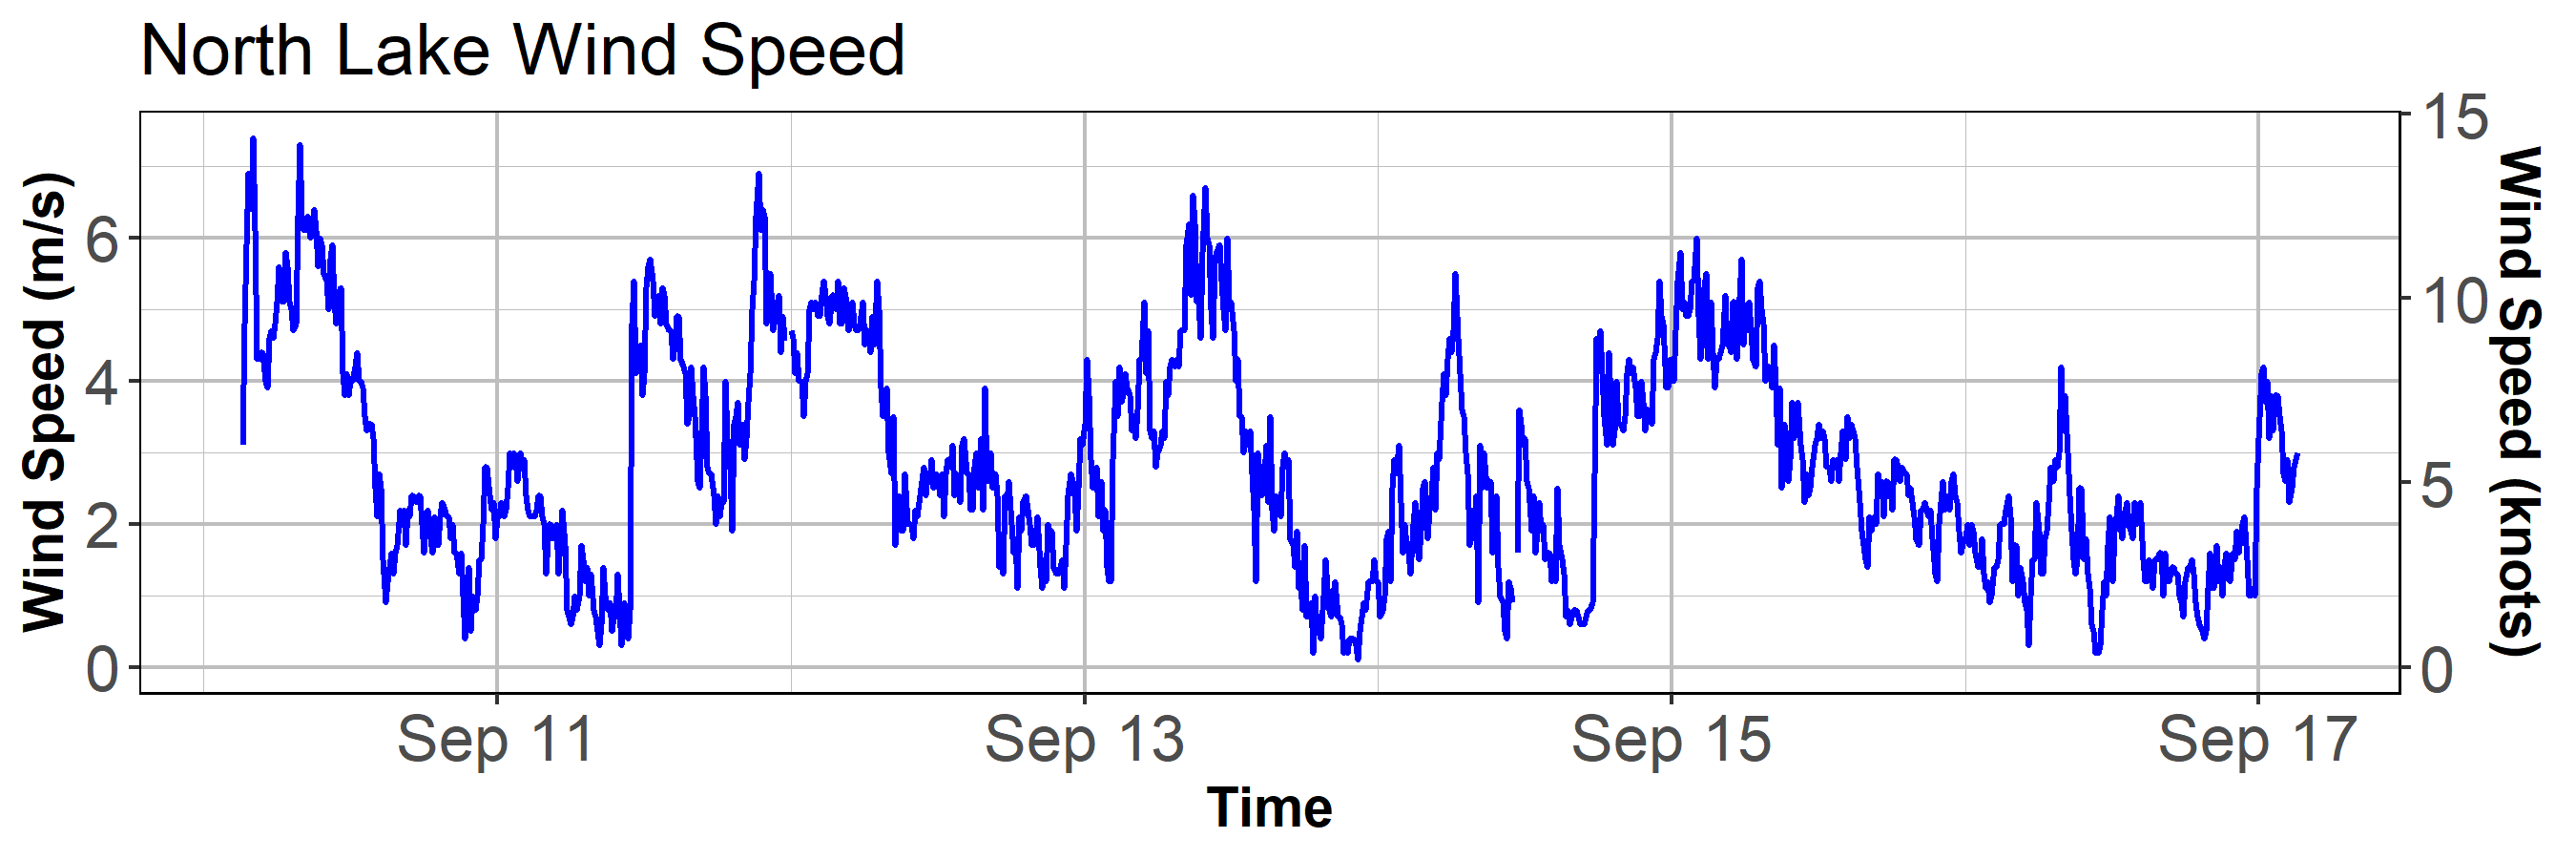 North Lake Wind Speed
Wind Speed (m/s)
6
4
2
0
15
10
5
0
Wind Speed (knots)
Sep 11
Sep 13
Sep 15
Sep 17
Time